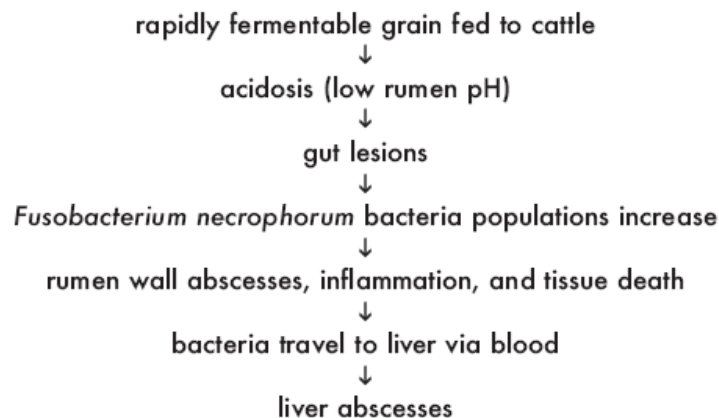 rapidly fermentable grain fed to cattle
↓
acidosis (low rumen pH)
↓
gut lesions
↓
Fusobacterium necrophorum bacteria populations increase
↓
rumen wall abscesses, inflammation, and tissue death
↓
bacteria travel to liver via blood
↓
liver abscesses